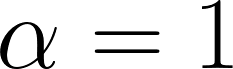 α = 1